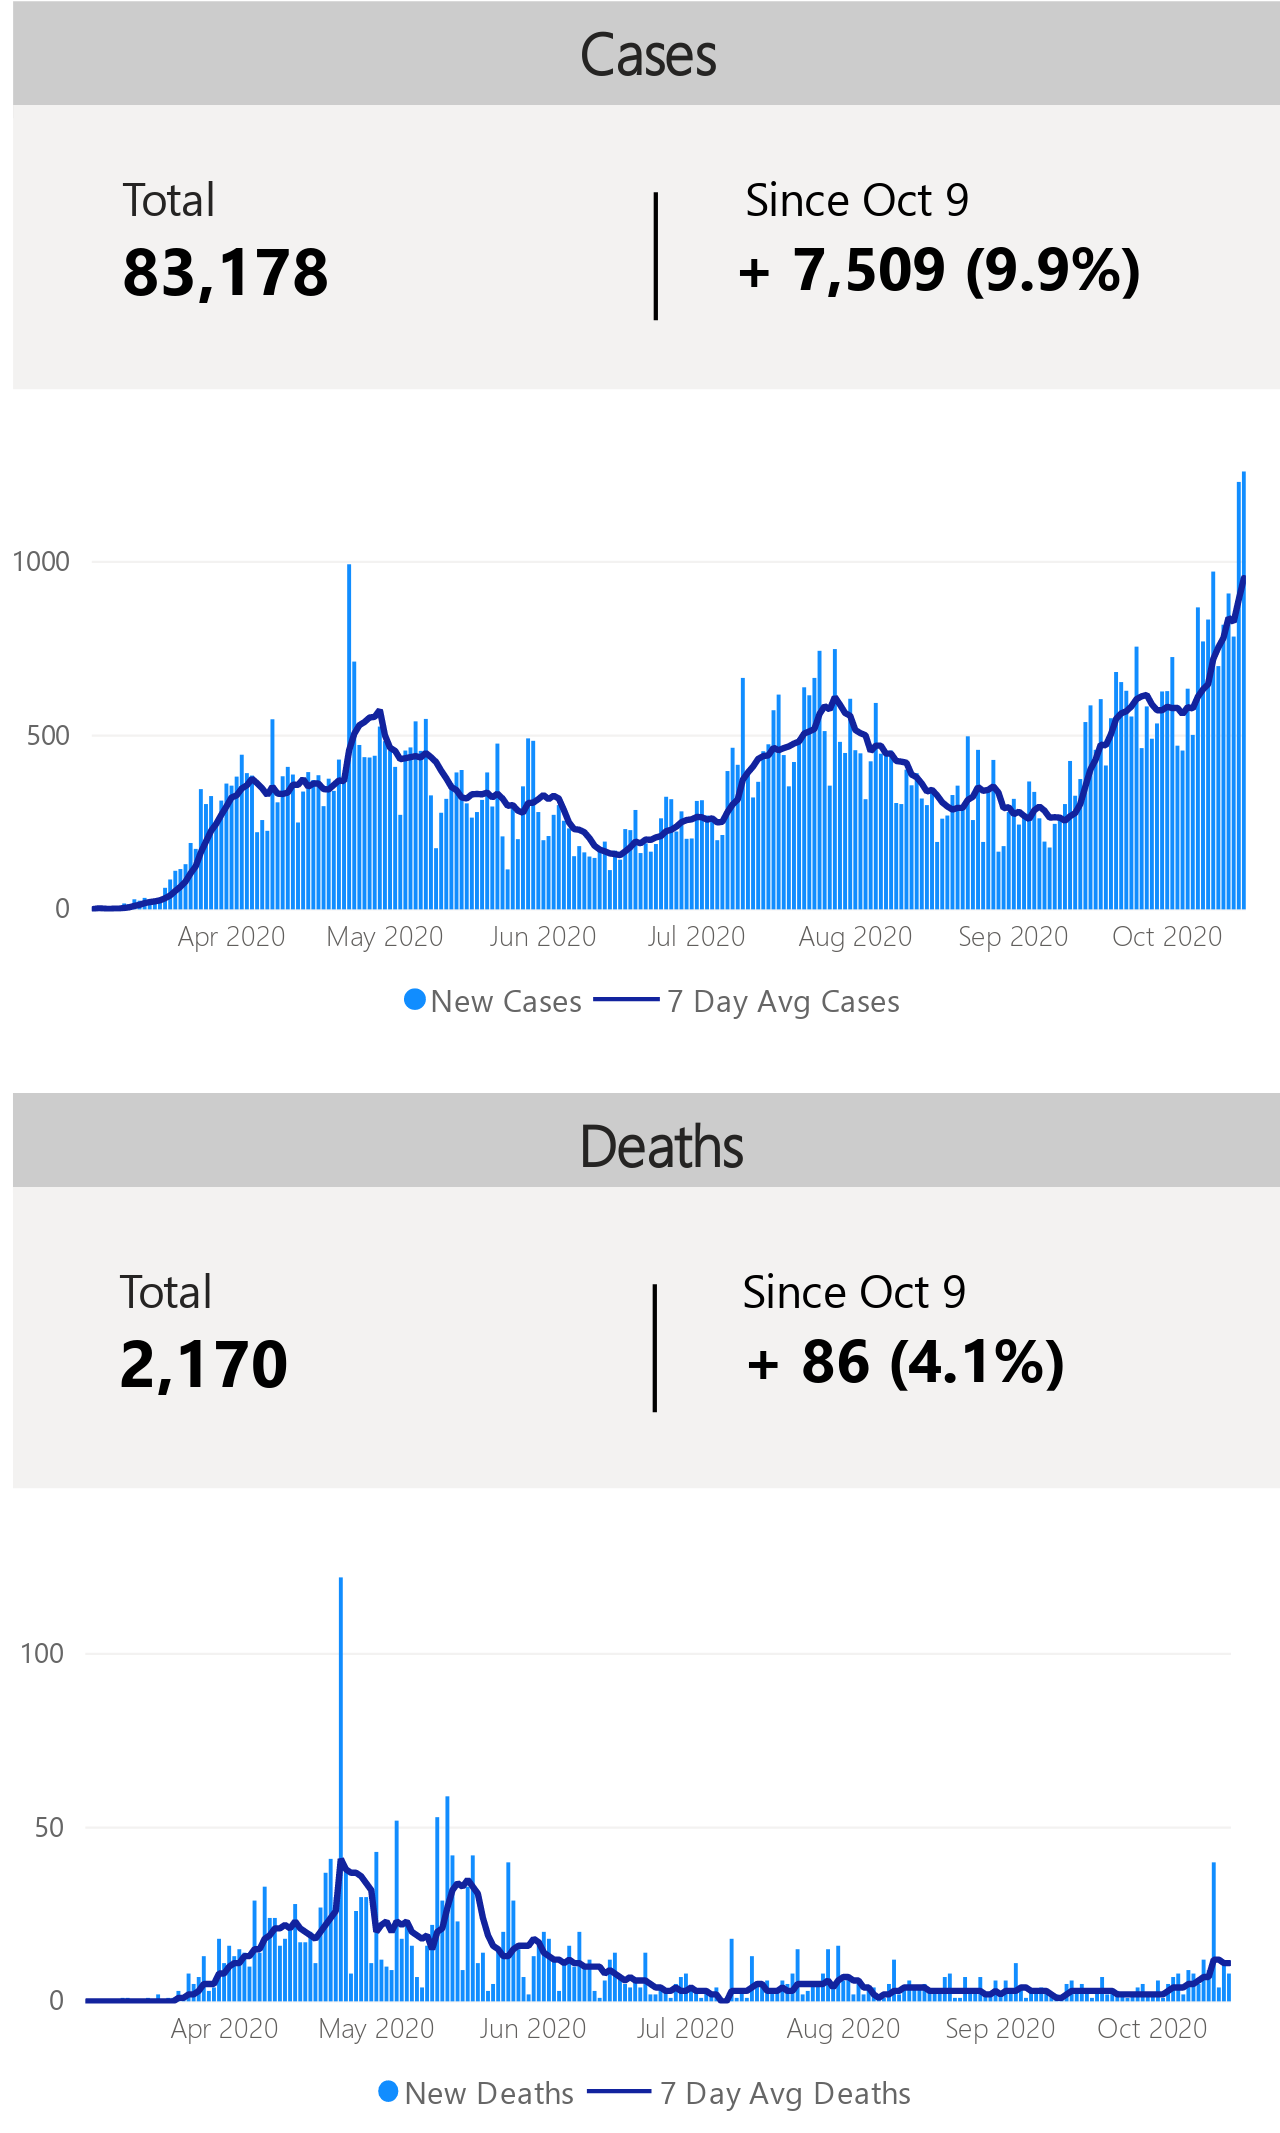 Cases
Total
Since Oct 9
83,178
+ 7,509 (9.9%)
1000
500
0
Apr 2020 May 2020 Jun 2020 Jul 2020 Aug 2020 Sep 2020 Oct 2020
New Cases 7 Day Avg Cases
Deaths
Total
Since Oct 9
2,170
+ 86 (4.1%)
100
50
0
Apr 2020 May 2020 Jun 2020 Jul 2020 Aug 2020 Sep 2020 Oct 2020
New Deaths 7 Day Avg Deaths